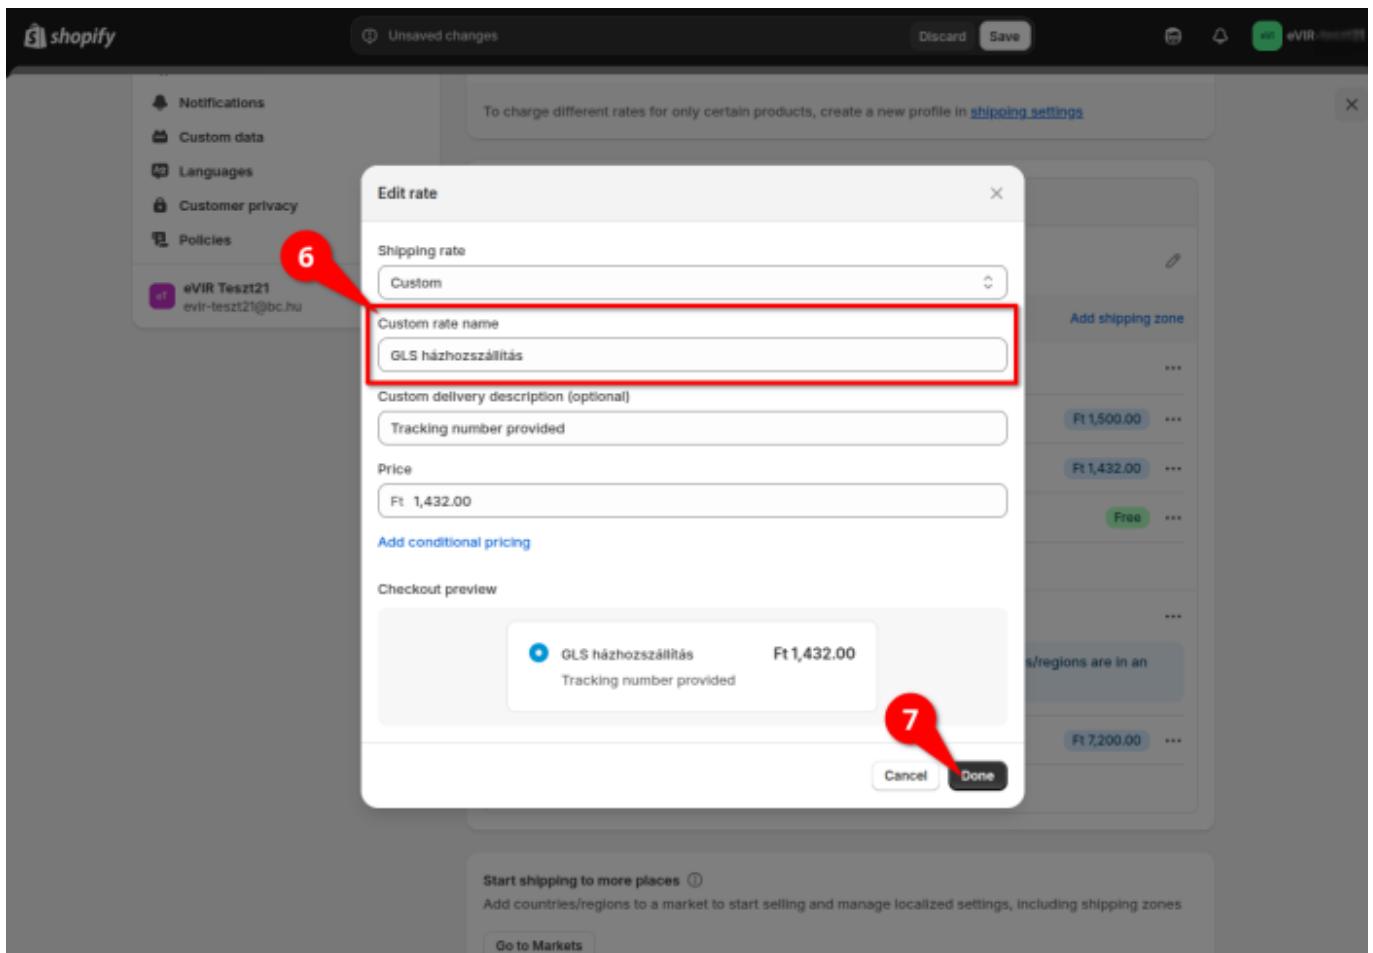 shopify
Unsaved changes
Discard
Save
eVIR
Notifications
Custom data
Languages
Customer privacy
Policies
eT
eVIR Teszt21
evir-teszt21@bc.hu
To charge different rates for only certain products, create a new profile in shipping settings
Add shipping zone
Ft 1,500.00
Ft 1,432.00
Free
s/regions are in an
Ft 7,200.00
6
Edit rate
Shipping rate
Custom
Custom rate name
GLS házhozszállítás
Custom delivery description (optional)
Tracking number provided
Price
Ft 1,432.00
Add conditional pricing
Checkout preview
GLS házhozszállítás Ft 1,432.00
Tracking number provided
7
Cancel
Done
Start shipping to more places
Add countries/regions to a market to start selling and manage localized settings, including shipping zones
Go to Markets